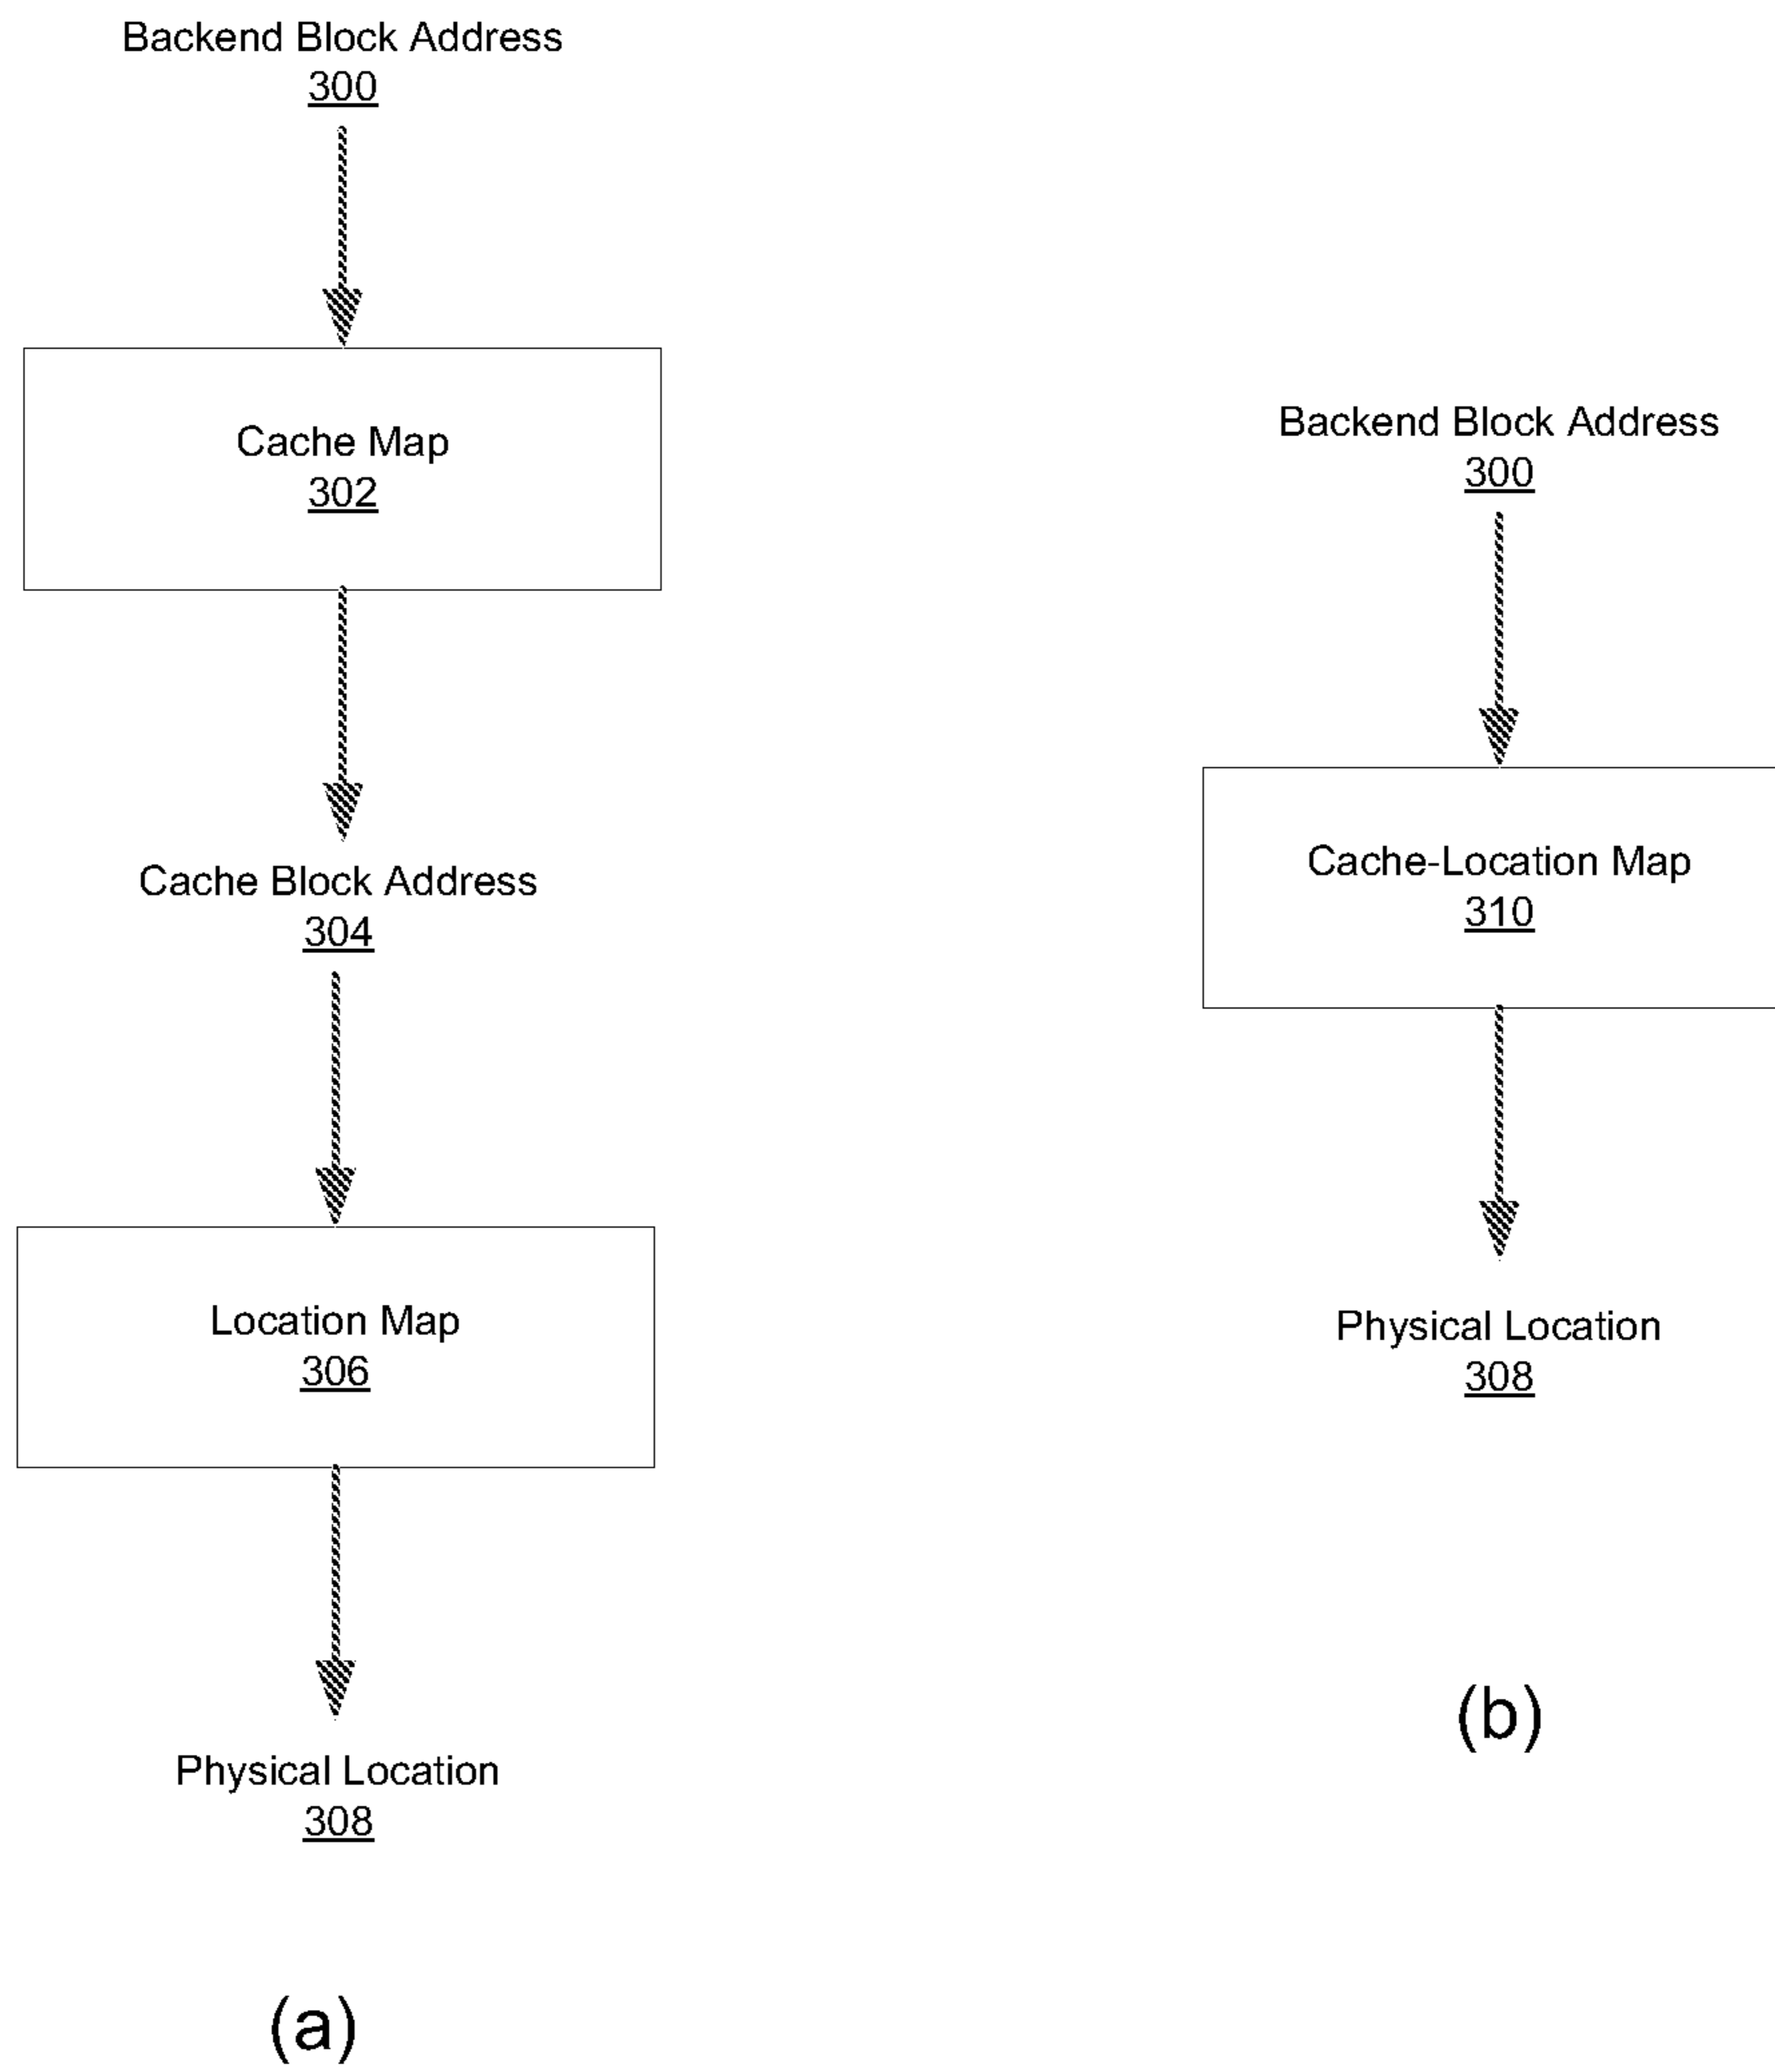 Backend Block Address
300
Cache Map
302
Cache Block Address
304
Location Map
306
Physical Location
308
(a)
Backend Block Address
300
Cache-Location Map
310
Physical Location
308
(b)